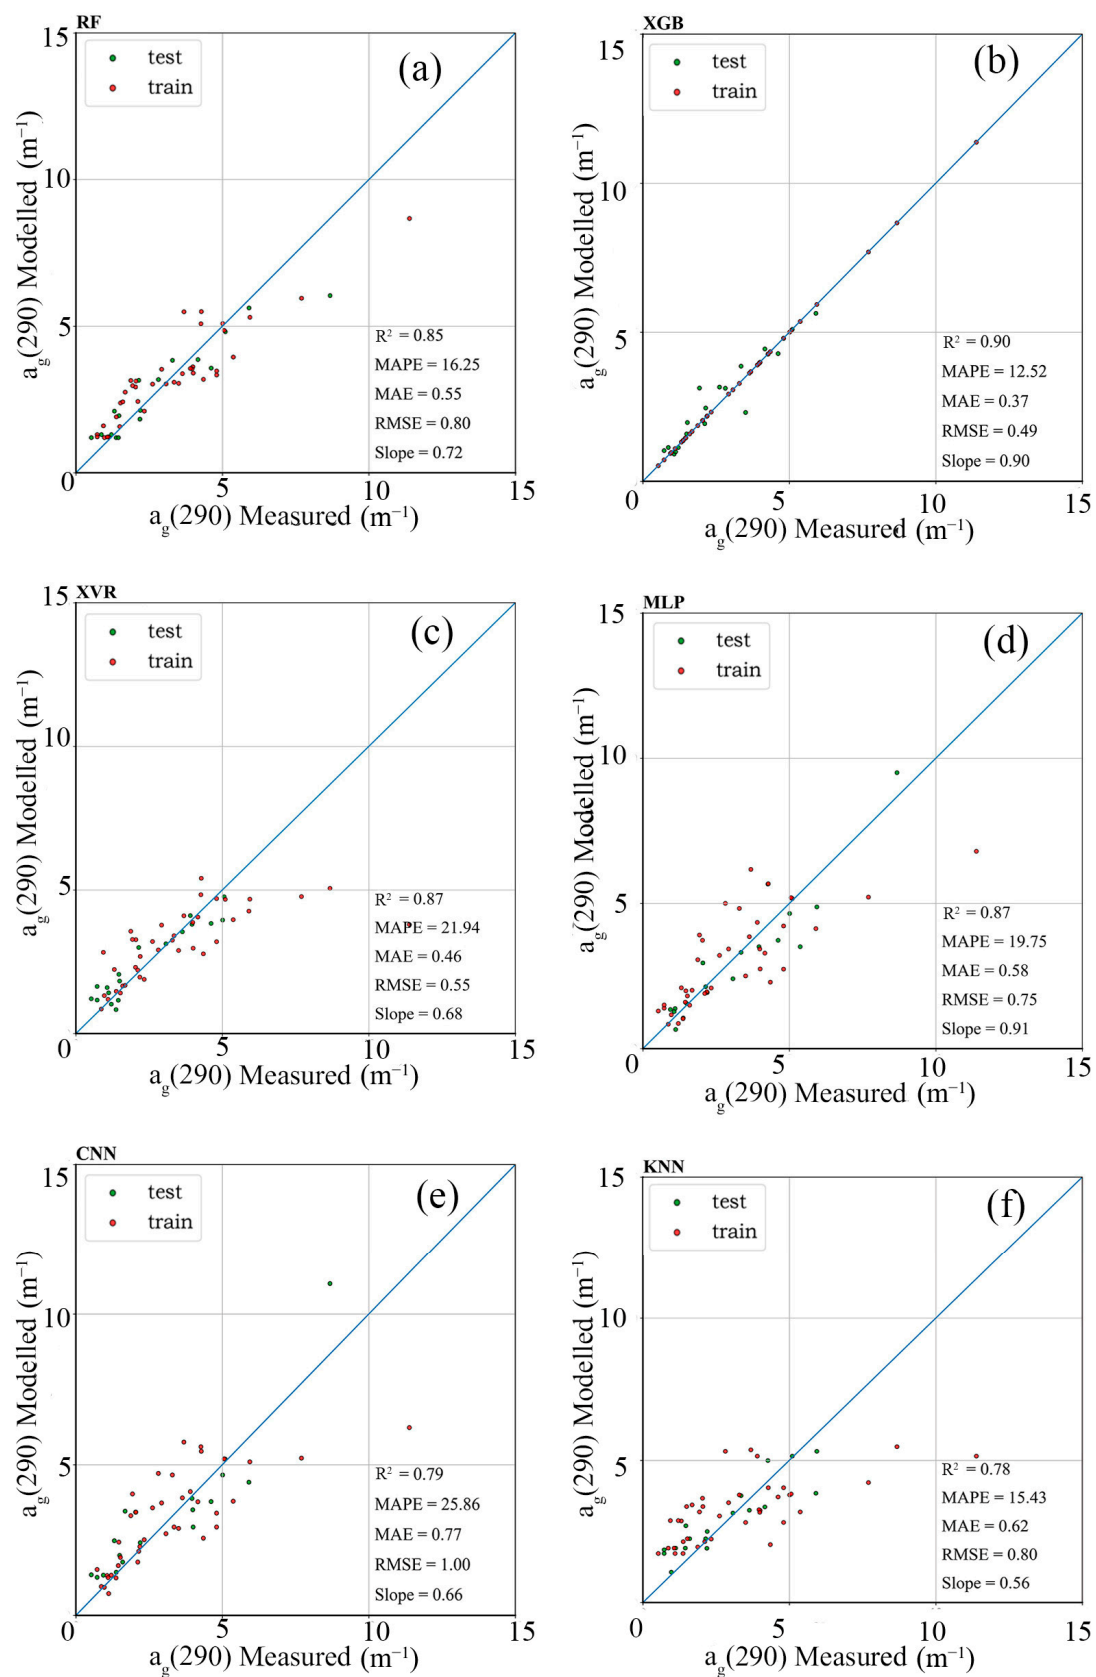 RF
15
test
train
(a)
10
5
0
5
10
15
R² = 0.85
MAPE = 16.25
MAE = 0.55
RMSE = 0.80
Slope = 0.72
a_g(290) Modelled (m⁻¹)
a_g(290) Measured (m⁻¹)
XGB
15
test
train
(b)
10
5
0
5
10
15
R² = 0.90
MAPE = 12.52
MAE = 0.37
RMSE = 0.49
Slope = 0.90
a_g(290) Modelled (m⁻¹)
a_g(290) Measured (m⁻¹)
XVR
15
test
train
(c)
10
5
0
5
10
15
R² = 0.87
MAPE = 21.94
MAE = 0.46
RMSE = 0.55
Slope = 0.68
a_g(290) Modelled (m⁻¹)
a_g(290) Measured (m⁻¹)
MLP
15
test
train
(d)
10
5
0
5
10
15
R² = 0.87
MAPE = 19.75
MAE = 0.58
RMSE = 0.75
Slope = 0.91
a_g(290) Modelled (m⁻¹)
a_g(290) Measured (m⁻¹)
CNN
15
test
train
(e)
10
5
0
5
10
15
R² = 0.79
MAPE = 25.86
MAE = 0.77
RMSE = 1.00
Slope = 0.66
a_g(290) Modelled (m⁻¹)
a_g(290) Measured (m⁻¹)
KNN
15
test
train
(f)
10
5
0
5
10
15
R² = 0.78
MAPE = 15.43
MAE = 0.62
RMSE = 0.80
Slope = 0.56
a_g(290) Modelled (m⁻¹)
a_g(290) Measured (m⁻¹)